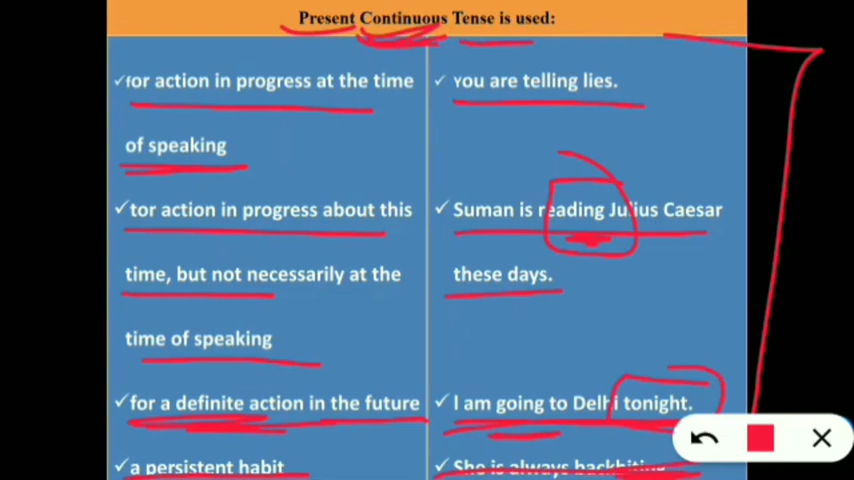 Present Continuous Tense is used:
✓for action in progress at the time
of speaking
✓ You are telling lies.
✓for action in progress about this
time, but not necessarily at the
time of speaking
✓ Suman is reading Julius Caesar
these days.
✓for a definite action in the future
✓ I am going to Delhi tonight.
✓a persistent habit
✓ She is always backbiting